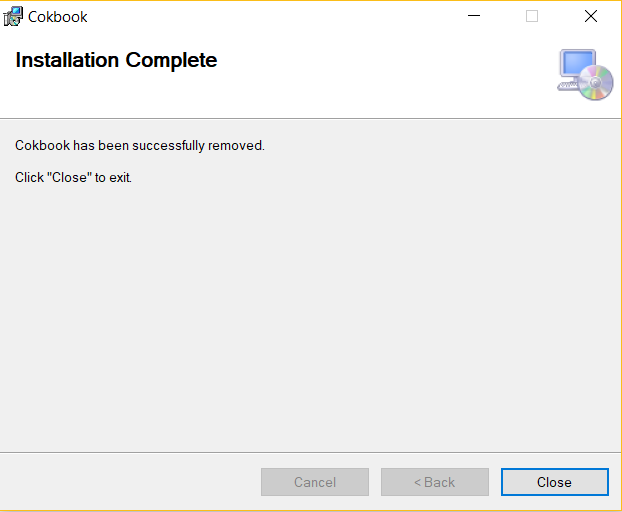 Cokbook
Installation Complete
Cokbook has been successfully removed.
Click "Close" to exit.
Cancel
< Back
Close